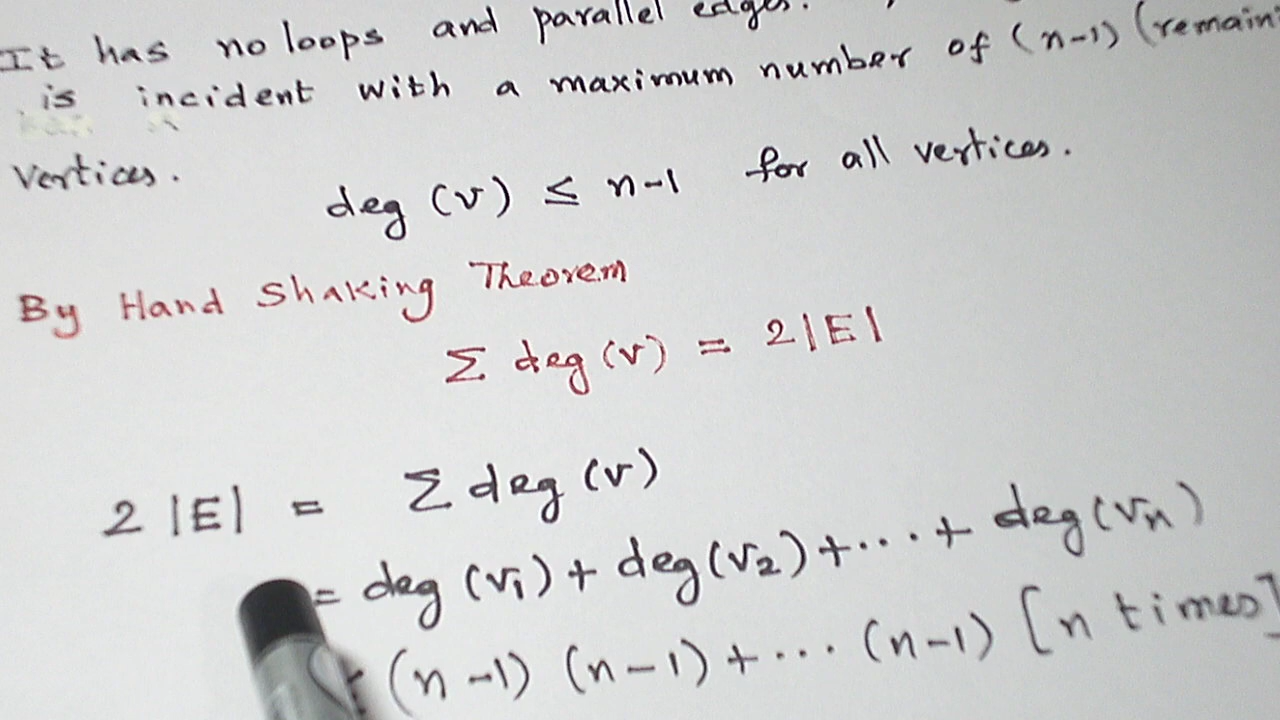 It has no loops and parallel edges.
is incident with a maximum number of (n-1) (remain
vertices.
deg (v) ≤ n-1 for all vertices.
By Hand Shaking Theorem
Σ deg (v) = 2|E|
2 |E| = Σ deg (v)
= deg (v₁) + deg (v₂) + ... + deg (vₙ)
(n-1) (n-1) + ... (n-1) [n times]